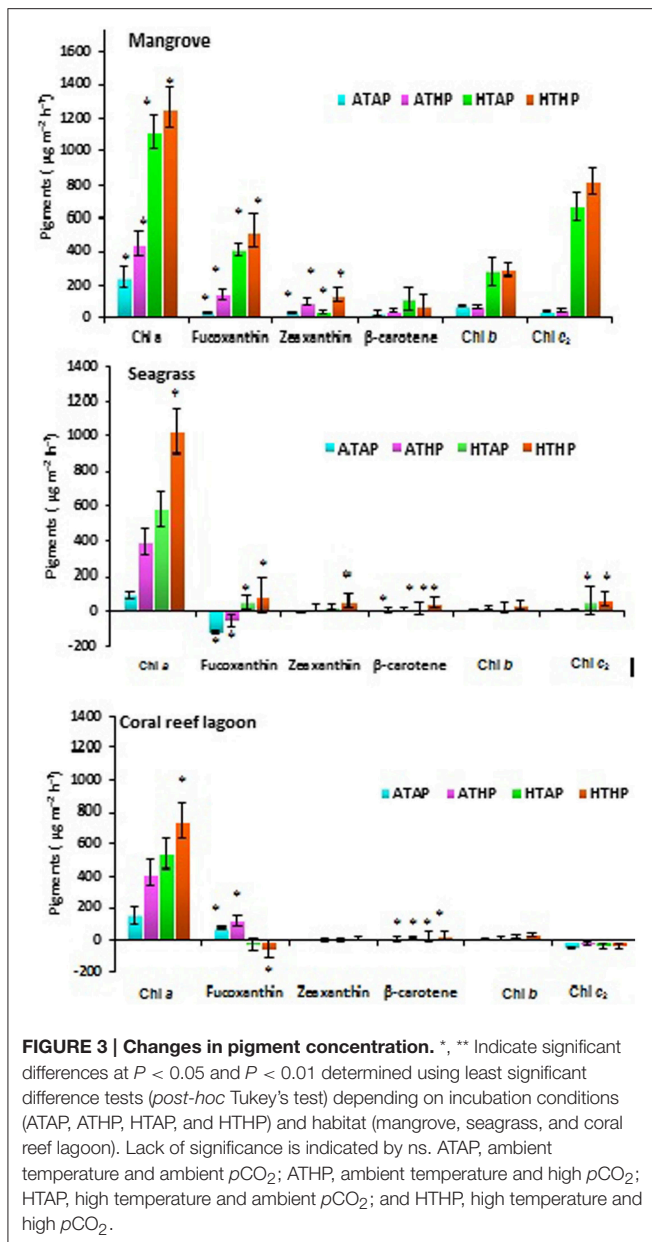 Mangrove
1600
1400
1200
1000
800
600
400
200
0
Pigments ( µg m⁻² h⁻¹)
ATAP ATHP HTAP HTHP
* * * *
* * * *
* * * *
Chl a Fucoxanthin Zeaxanthin β-carotene Chl b Chl c₂
Seagrass
1400
1200
1000
800
600
400
200
0
-200
Pigments ( µg m⁻² h⁻¹)
ATAP ATHP HTAP HTHP
Chl a Fucoxanthin Zeaxanthin β-carotene Chl b Chl c₂
Coral reef lagoon
1400
1200
1000
800
600
400
200
0
-200
Pigments ( µg m⁻² h⁻¹)
ATAP ATHP HTAP HTHP
Chl a Fucoxanthin Zeaxanthin β-carotene Chl b Chl c₂
FIGURE 3 | Changes in pigment concentration. *, ** Indicate significant
differences at P < 0.05 and P < 0.01 determined using least significant
difference tests (post-hoc Tukey's test) depending on incubation conditions
(ATAP, ATHP, HTAP, and HTHP) and habitat (mangrove, seagrass, and coral
reef lagoon). Lack of significance is indicated by ns. ATAP, ambient
temperature and ambient pCO₂; ATHP, ambient temperature and high pCO₂;
HTAP, high temperature and ambient pCO₂; and HTHP, high temperature and
high pCO₂.